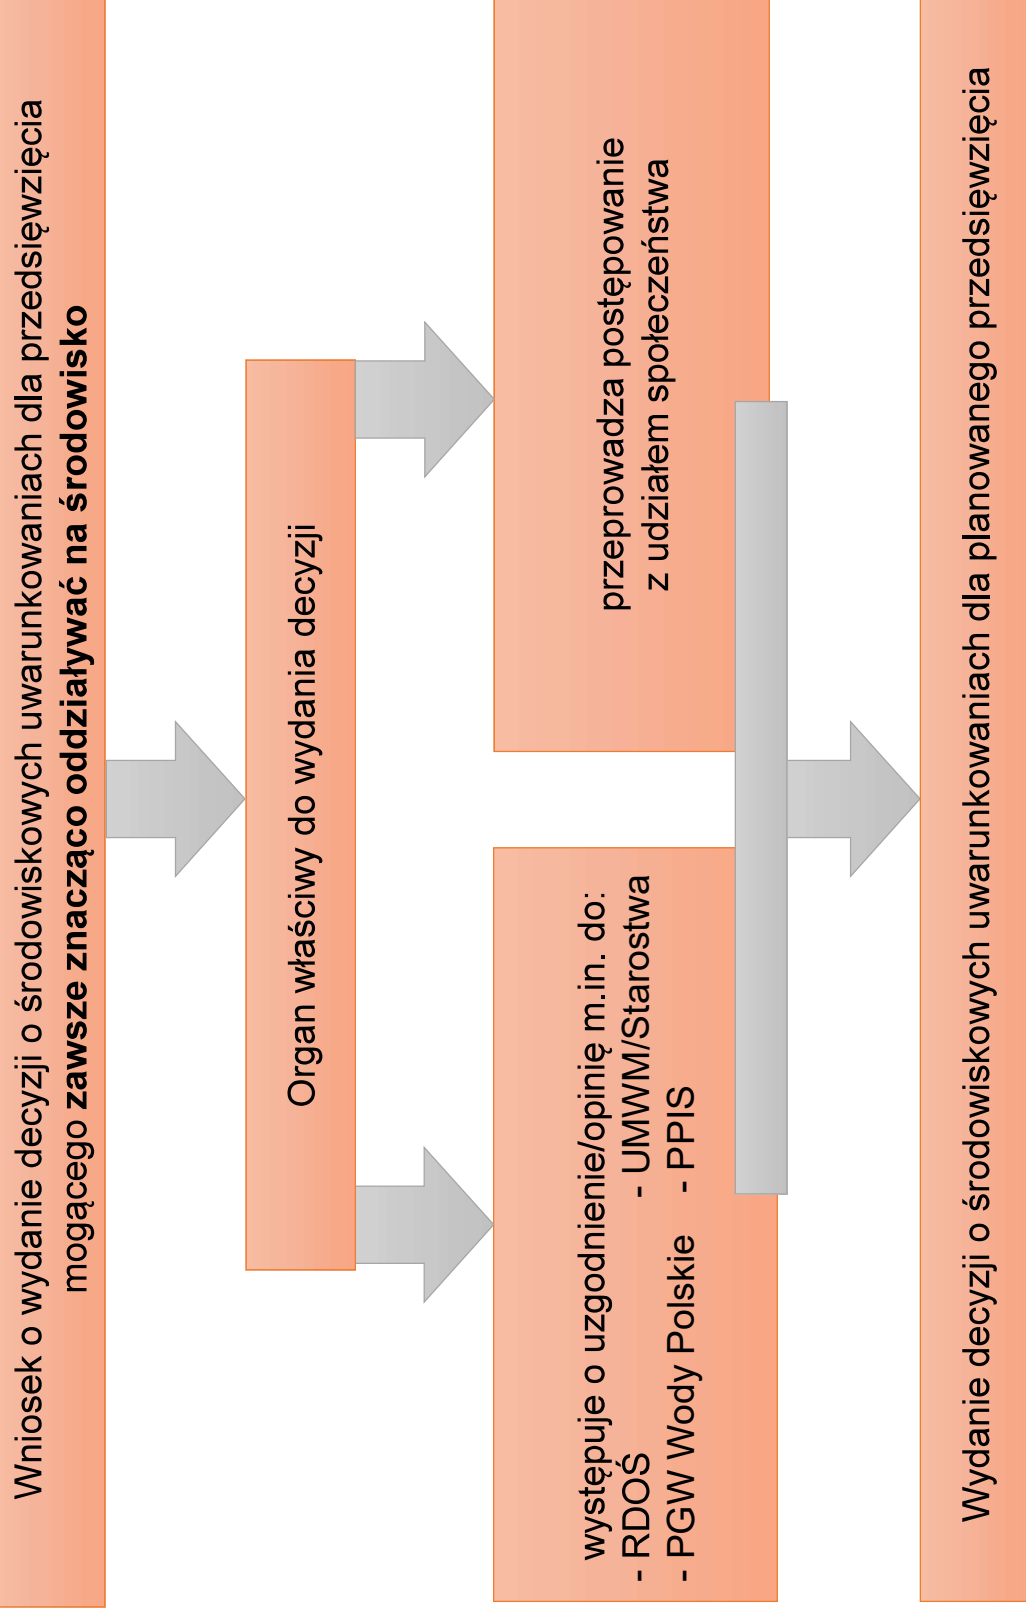 Wniosek o wydanie decyzji o środowiskowych uwarunkowaniach dla przedsięwzięcia
mogącego zawsze znacząco oddziaływać na środowisko
Organ właściwy do wydania decyzji
występuje o uzgodnienie/opinię m.in. do:
- RDOŚ - UMWM/Starostwa
- PGW Wody Polskie - PPIS
przeprowadza postępowanie
z udziałem społeczeństwa
Wydanie decyzji o środowiskowych uwarunkowaniach dla planowanego przedsięwzięcia